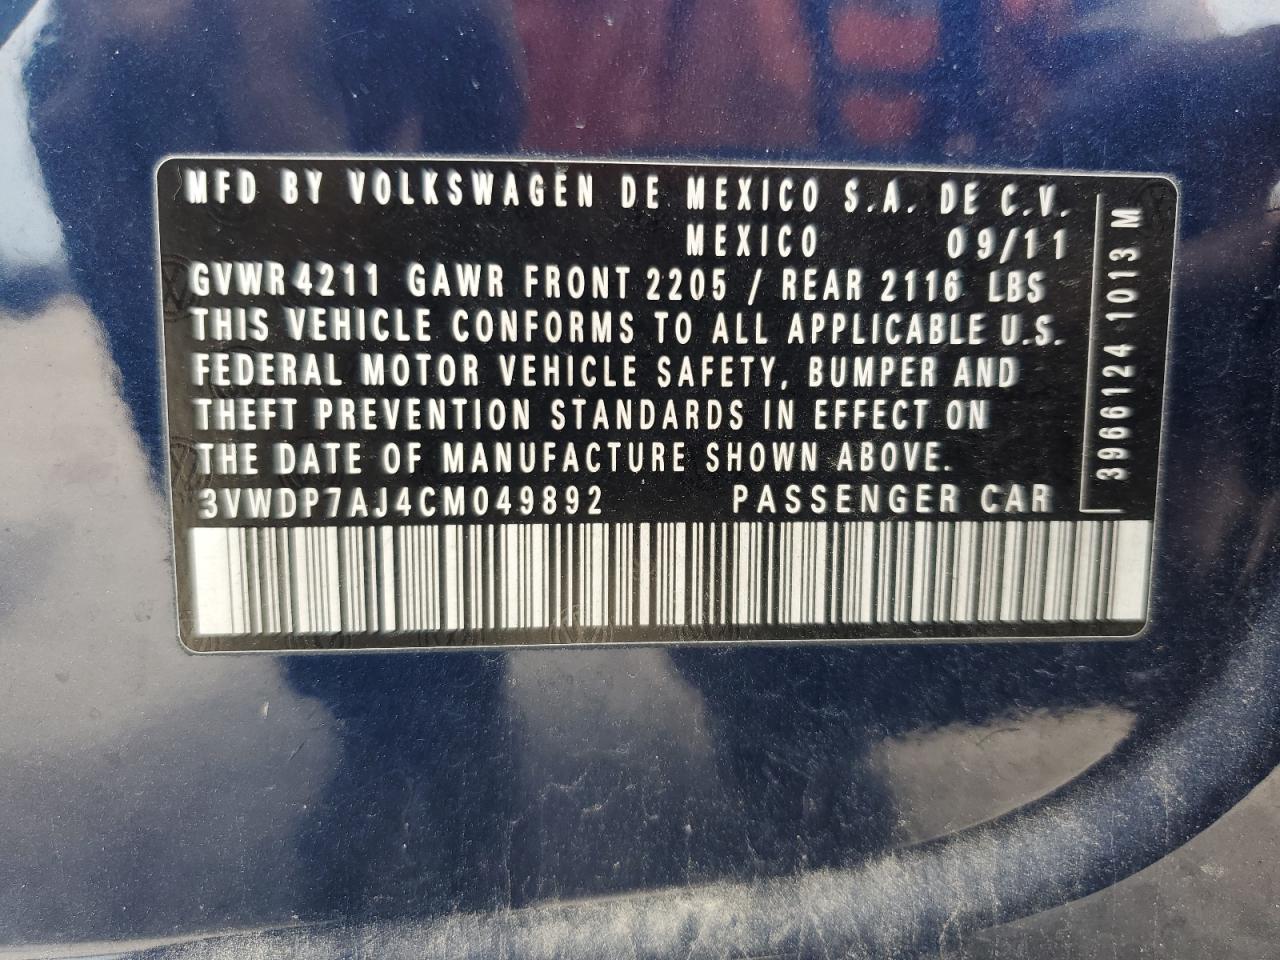 MFD BY VOLKSWAGEN DE MEXICO S.A. DE C.V.
MEXICO 09/11
GVWR 4211 GAWR FRONT 2205 / REAR 2116 LBS
THIS VEHICLE CONFORMS TO ALL APPLICABLE U.S.
FEDERAL MOTOR VEHICLE SAFETY, BUMPER AND
THEFT PREVENTION STANDARDS IN EFFECT ON
THE DATE OF MANUFACTURE SHOWN ABOVE.
3VWDP7AJ4CM049892 PASSENGER CAR
3966124 1013 M